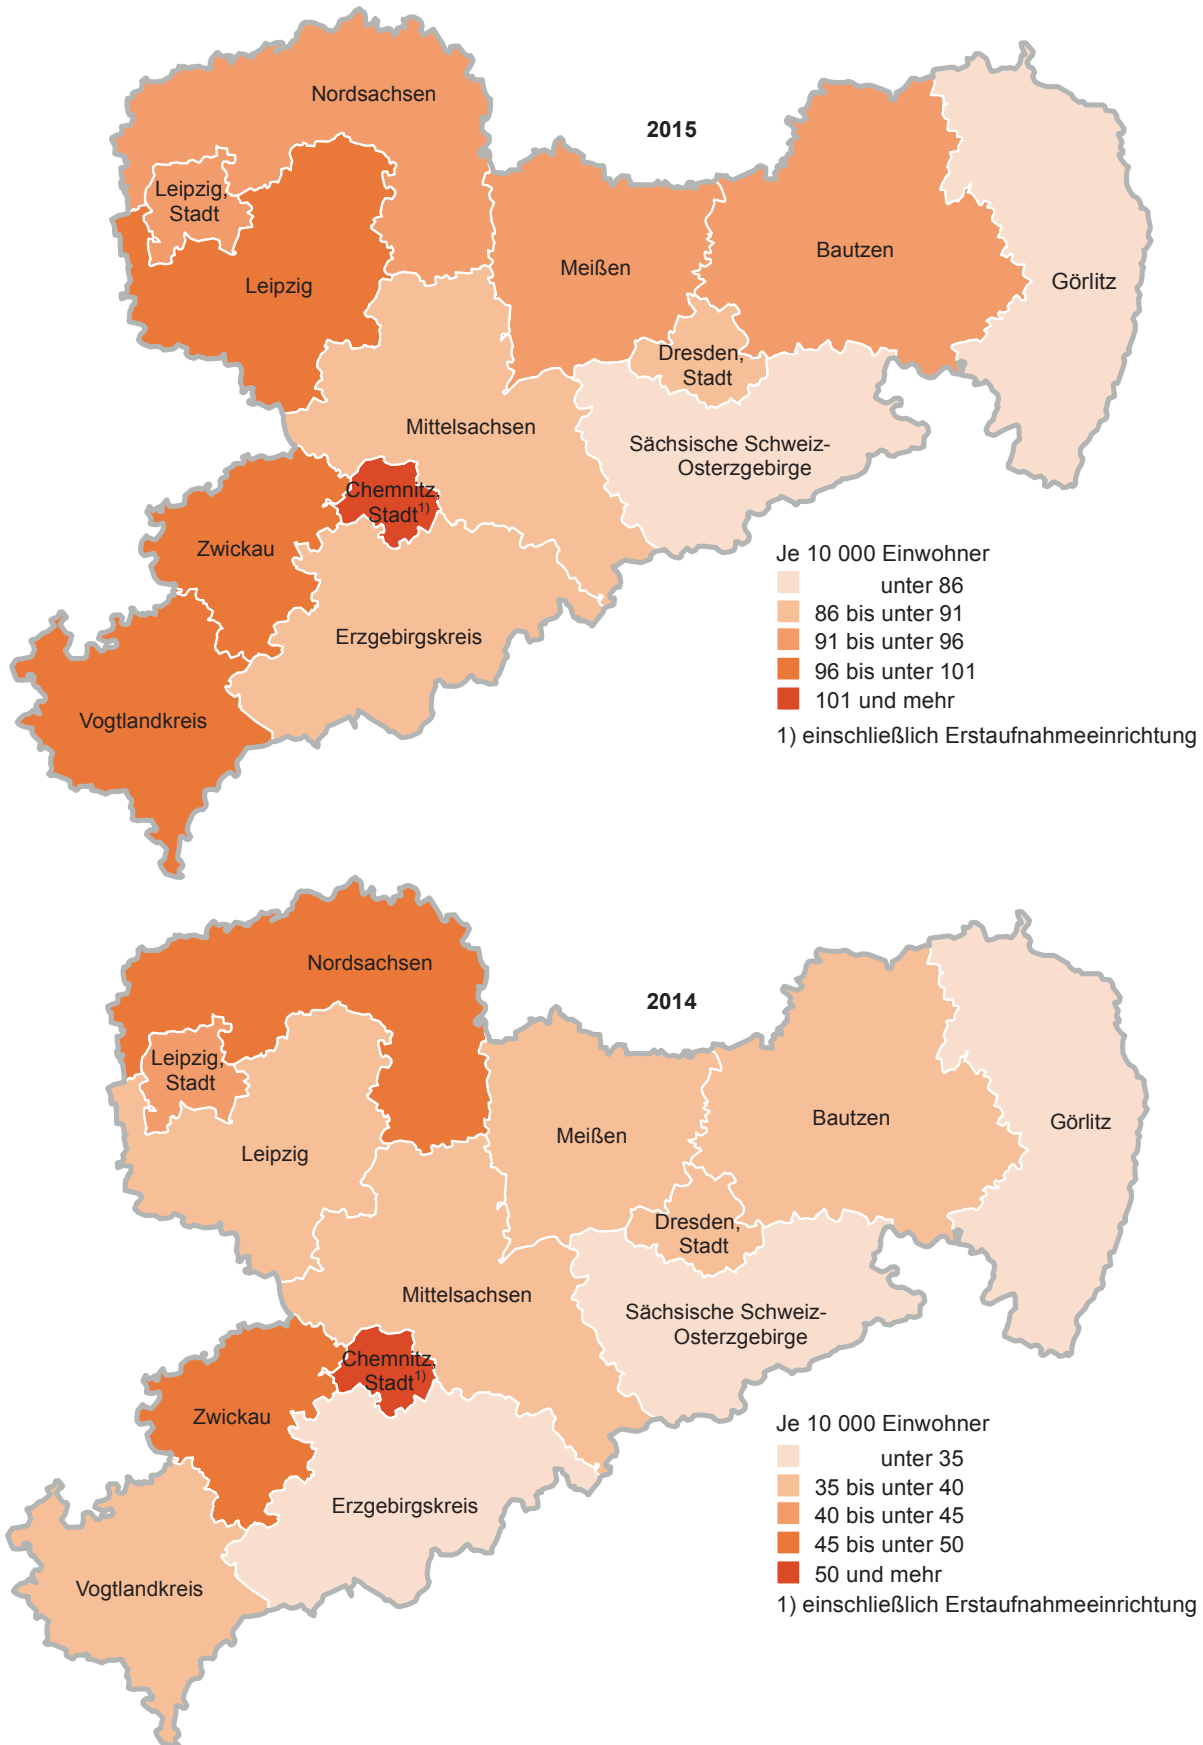 Nordsachsen
2015
Leipzig,
Stadt
Bautzen
Meißen
Leipzig
Görlitz
Dresden,
Stadt
Mittelsachsen
Sächsische Schweiz-
Osterzgebirge
Chemnitz,
Stadt1)
Zwickau
Erzgebirgskreis
Vogtlandkreis
Je 10 000 Einwohner
unter 86
86 bis unter 91
91 bis unter 96
96 bis unter 101
101 und mehr
1) einschließlich Erstaufnahmeeinrichtung
Nordsachsen
2014
Leipzig,
Stadt
Bautzen
Görlitz
Meißen
Leipzig
Dresden,
Stadt
Mittelsachsen
Sächsische Schweiz-
Osterzgebirge
Chemnitz,
Stadt1)
Zwickau
Erzgebirgskreis
Vogtlandkreis
Je 10 000 Einwohner
unter 35
35 bis unter 40
40 bis unter 45
45 bis unter 50
50 und mehr
1) einschließlich Erstaufnahmeeinrichtung